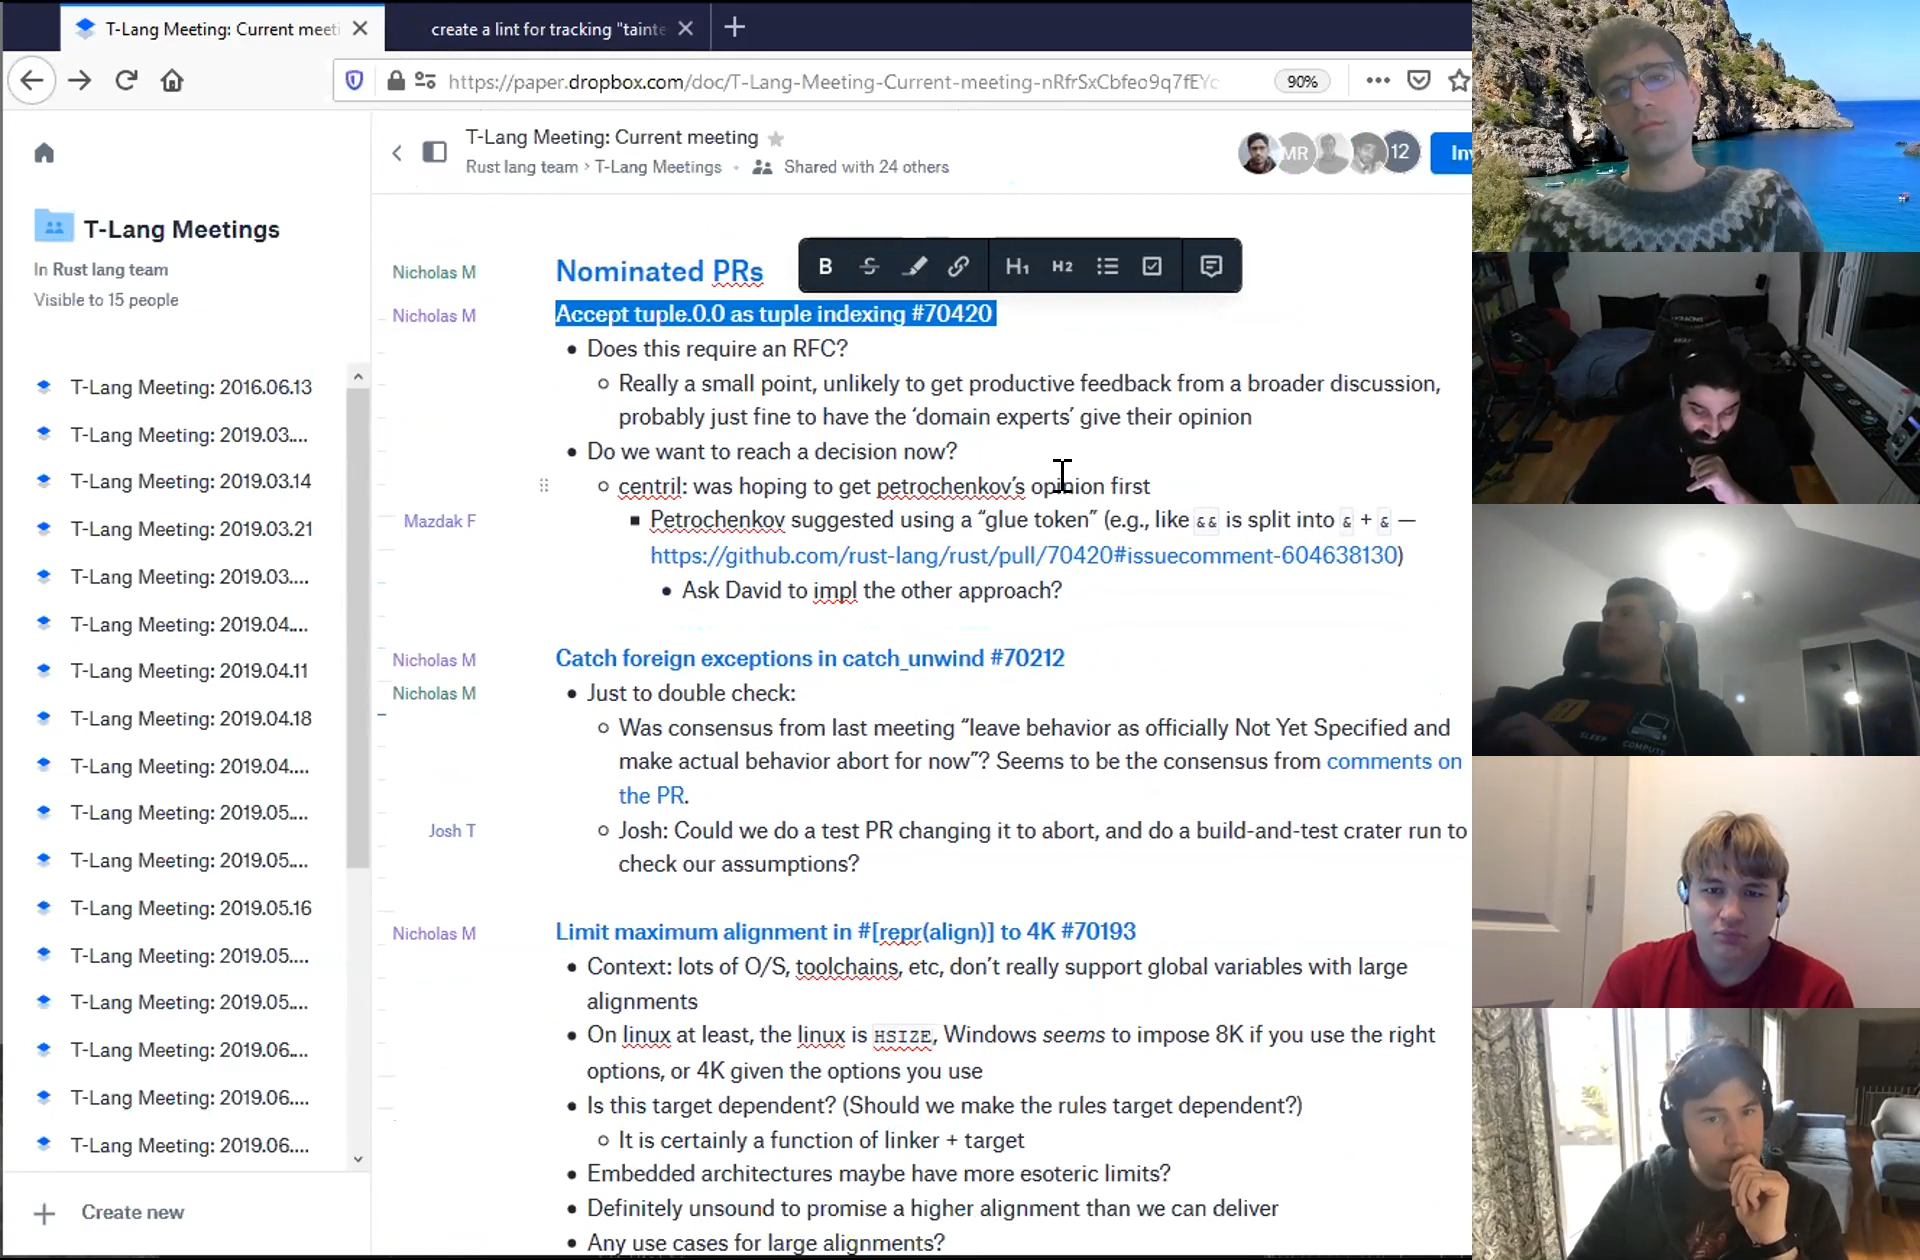 T-Lang Meeting: Current meeti
create a lint for tracking "tainte
https://paper.dropbox.com/doc/T-Lang-Meeting-Current-meeting-nRfrSxCbfeo9q7fEYc
90%
T-Lang Meeting: Current meeting
Rust lang team › T-Lang Meetings • Shared with 24 others
MR
12
Inv
T-Lang Meetings
In Rust lang team
Visible to 15 people
T-Lang Meeting: 2016.06.13
T-Lang Meeting: 2019.03....
T-Lang Meeting: 2019.03.14
T-Lang Meeting: 2019.03.21
T-Lang Meeting: 2019.03....
T-Lang Meeting: 2019.04....
T-Lang Meeting: 2019.04.11
T-Lang Meeting: 2019.04.18
T-Lang Meeting: 2019.04....
T-Lang Meeting: 2019.05....
T-Lang Meeting: 2019.05....
T-Lang Meeting: 2019.05.16
T-Lang Meeting: 2019.05....
T-Lang Meeting: 2019.05....
T-Lang Meeting: 2019.06....
T-Lang Meeting: 2019.06....
T-Lang Meeting: 2019.06....
Create new
Nicholas M
Nominated PRs
B S H1 H2
Nicholas M
Accept tuple.0.0 as tuple indexing #70420
• Does this require an RFC?
○ Really a small point, unlikely to get productive feedback from a broader discussion,
probably just fine to have the ‘domain experts’ give their opinion
• Do we want to reach a decision now?
○ centril: was hoping to get petrochenkov’s opinion first
Mazdak F
▪ Petrochenkov suggested using a “glue token” (e.g., like && is split into & + & —
https://github.com/rust-lang/rust/pull/70420#issuecomment-604638130)
• Ask David to impl the other approach?
Nicholas M
Catch foreign exceptions in catch_unwind #70212
Nicholas M
• Just to double check:
○ Was consensus from last meeting “leave behavior as officially Not Yet Specified and
make actual behavior abort for now”? Seems to be the consensus from comments on
the PR.
Josh T
○ Josh: Could we do a test PR changing it to abort, and do a build-and-test crater run to
check our assumptions?
Nicholas M
Limit maximum alignment in #[repr(align)] to 4K #70193
• Context: lots of O/S, toolchains, etc, don’t really support global variables with large
alignments
• On linux at least, the linux is HSIZE, Windows seems to impose 8K if you use the right
options, or 4K given the options you use
• Is this target dependent? (Should we make the rules target dependent?)
○ It is certainly a function of linker + target
• Embedded architectures maybe have more esoteric limits?
• Definitely unsound to promise a higher alignment than we can deliver
• Any use cases for large alignments?
SLEEP
COMPUTE